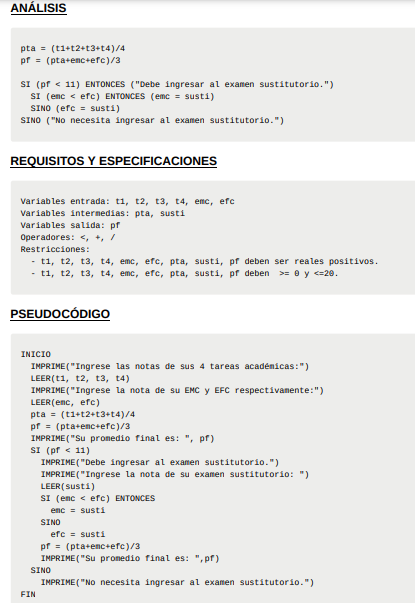 ANÁLISIS
pta = (t1+t2+t3+t4)/4
pf = (pta+emc+efc)/3
SI (pf < 11) ENTONCES ("Debe ingresar al examen sustitutorio.")
SI (emc < efc) ENTONCES (emc = susti)
SINO (efc = susti)
SINO ("No necesita ingresar al examen sustitutorio.")
REQUISITOS Y ESPECIFICACIONES
Variables entrada: t1, t2, t3, t4, emc, efc
Variables intermedias: pta, susti
Variables salida: pf
Operadores: <, +, /
Restricciones:
- t1, t2, t3, t4, emc, efc, pta, susti, pf deben ser reales positivos.
- t1, t2, t3, t4, emc, efc, pta, susti, pf deben >= 0 y <=20.
PSEUDOCÓDIGO
INICIO
IMPRIME("Ingrese las notas de sus 4 tareas académicas:")
LEER(t1, t2, t3, t4)
IMPRIME("Ingrese la nota de su EMC y EFC respectivamente:")
LEER(emc, efc)
pta = (t1+t2+t3+t4)/4
pf = (pta+emc+efc)/3
IMPRIME("Su promedio final es: ", pf)
SI (pf < 11)
IMPRIME("Debe ingresar al examen sustitutorio.")
IMPRIME("Ingrese la nota de su examen sustitutorio: ")
LEER(susti)
SI (emc < efc) ENTONCES
emc = susti
SINO
efc = susti
pf = (pta+emc+efc)/3
IMPRIME("Su promedio final es: ",pf)
SINO
IMPRIME("No necesita ingresar al examen sustitutorio.")
FIN